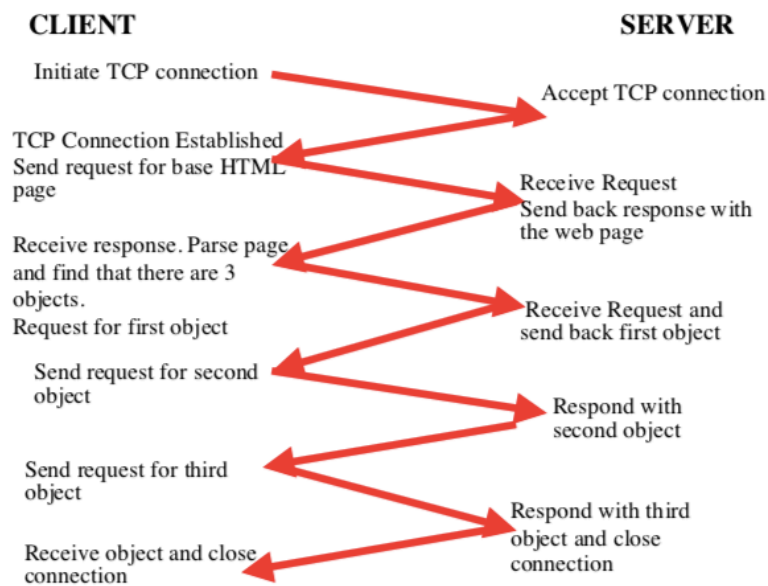 CLIENT
SERVER
Initiate TCP connection
Accept TCP connection
TCP Connection Established
Send request for base HTML
page
Receive Request
Send back response with
the web page
Receive response. Parse page
and find that there are 3
objects.
Request for first object
Receive Request and
send back first object
Send request for second
object
Respond with
second object
Send request for third
object
Respond with third
object and close
connection
Receive object and close
connection